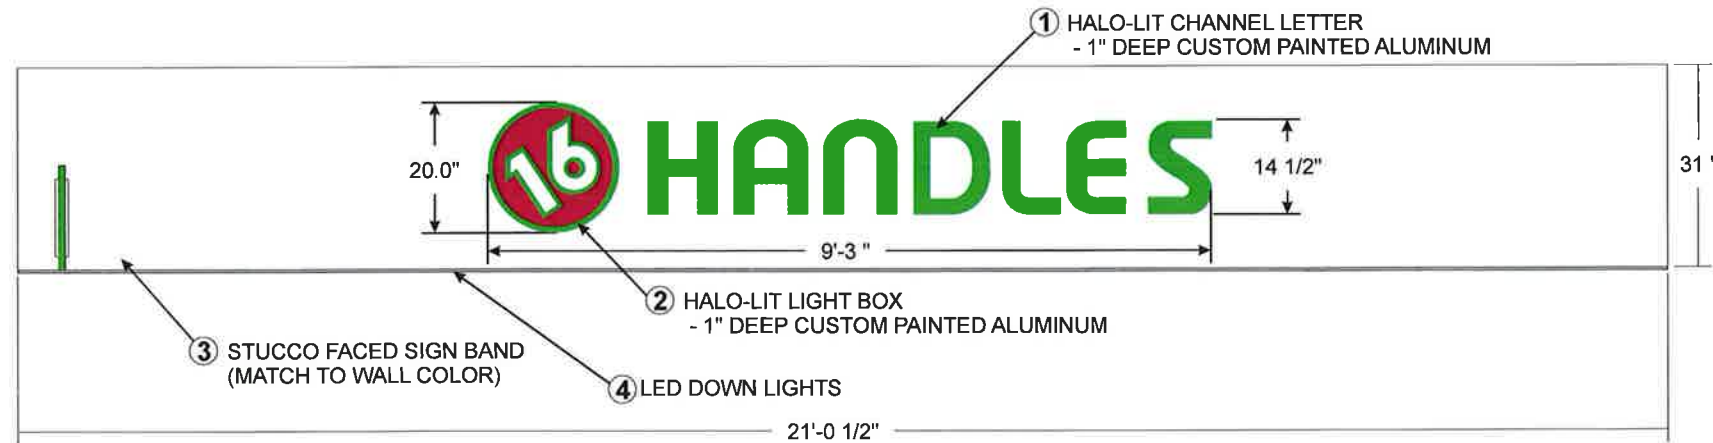 ① HALO-LIT CHANNEL LETTER
- 1" DEEP CUSTOM PAINTED ALUMINUM
20.0"
16 HANDLES
14 1/2"
31 "
9'-3 "
② HALO-LIT LIGHT BOX
- 1" DEEP CUSTOM PAINTED ALUMINUM
③ STUCCO FACED SIGN BAND
(MATCH TO WALL COLOR)
④ LED DOWN LIGHTS
21'-0 1/2"